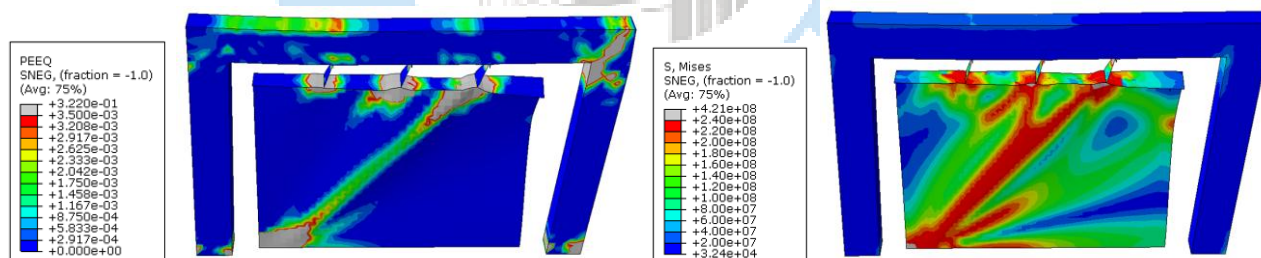 PEEQ
SNEG, (fraction = -1.0)
(Avg: 75%)
+3.220e-01
+3.500e-03
+3.208e-03
+2.917e-03
+2.625e-03
+2.333e-03
+2.042e-03
+1.750e-03
+1.458e-03
+1.167e-03
+8.750e-04
+5.833e-04
+2.917e-04
+0.000e+00
S, Mises
SNEG, (fraction = -1.0)
(Avg: 75%)
+4.21e+08
+2.40e+08
+2.20e+08
+2.00e+08
+1.80e+08
+1.60e+08
+1.40e+08
+1.20e+08
+1.00e+08
+8.00e+07
+6.00e+07
+4.00e+07
+2.00e+07
+3.24e+04